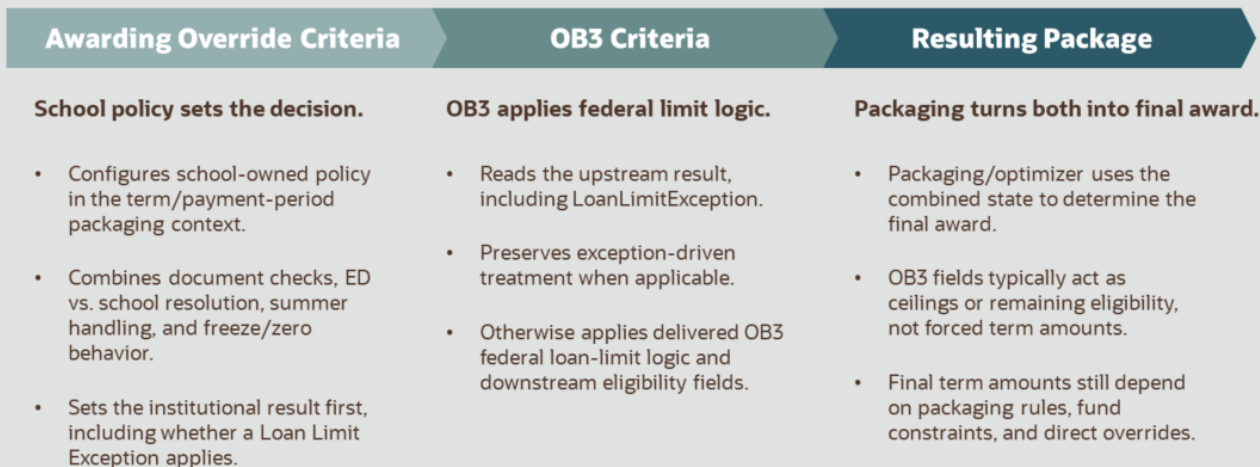 Awarding Override Criteria
School policy sets the decision.
• Configures school-owned policy
in the term/payment-period
packaging context.
• Combines document checks, ED
vs. school resolution, summer
handling, and freeze/zero
behavior.
• Sets the institutional result first,
including whether a Loan Limit
Exception applies.
OB3 Criteria
OB3 applies federal limit logic.
• Reads the upstream result,
including LoanLimitException.
• Preserves exception-driven
treatment when applicable.
• Otherwise applies delivered OB3
federal loan-limit logic and
downstream eligibility fields.
Resulting Package
Packaging turns both into final award.
• Packaging/optimizer uses the
combined state to determine the
final award.
• OB3 fields typically act as
ceilings or remaining eligibility,
not forced term amounts.
• Final term amounts still depend
on packaging rules, fund
constraints, and direct overrides.